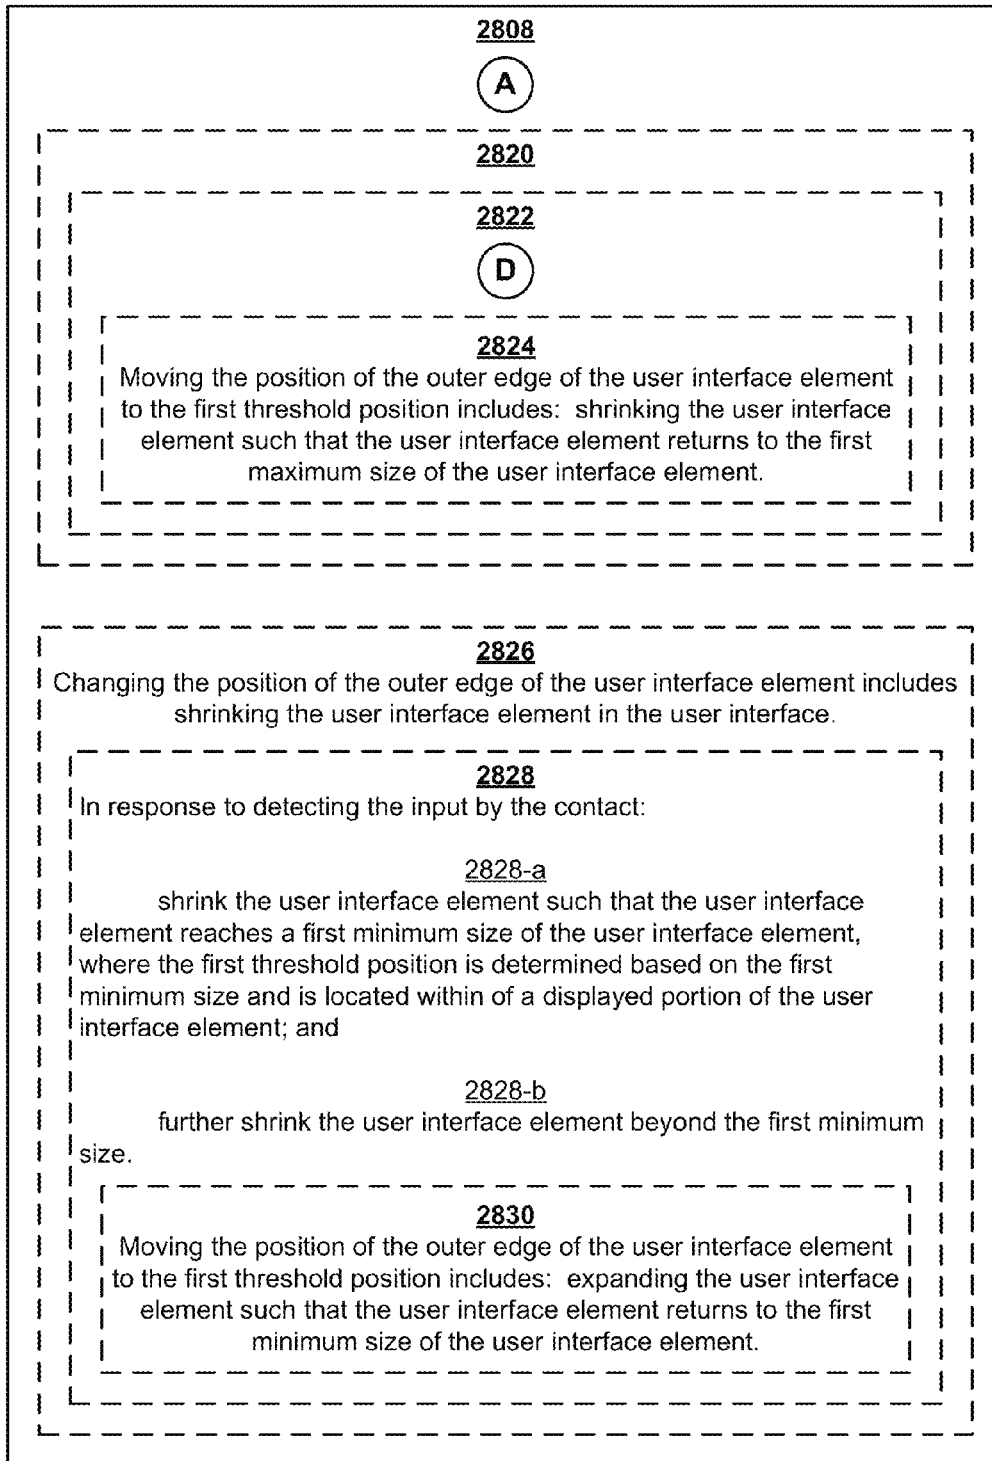 2808
A
2820
2822
D
2824
Moving the position of the outer edge of the user interface element
to the first threshold position includes: shrinking the user interface
element such that the user interface element returns to the first
maximum size of the user interface element.
2826
Changing the position of the outer edge of the user interface element includes
shrinking the user interface element in the user interface.
2828
In response to detecting the input by the contact:
2828-a
shrink the user interface element such that the user interface
element reaches a first minimum size of the user interface element,
where the first threshold position is determined based on the first
minimum size and is located within of a displayed portion of the user
interface element; and
2828-b
further shrink the user interface element beyond the first minimum
size.
2830
Moving the position of the outer edge of the user interface element
to the first threshold position includes: expanding the user interface
element such that the user interface element returns to the first
minimum size of the user interface element.